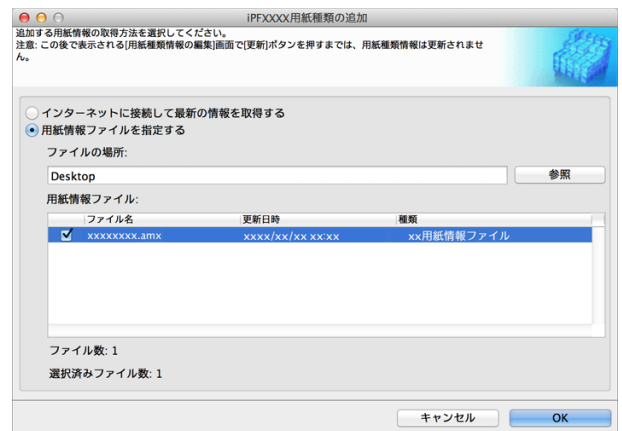 iPFXXXX用紙種類の追加
追加する用紙情報の取得方法を選択してください。
注意: この後で表示される[用紙種類情報の編集]画面で[更新]ボタンを押すまでは、用紙種類情報は更新されませ
ん。
インターネットに接続して最新の情報を取得する
用紙情報ファイルを指定する
ファイルの場所:
Desktop 参照
用紙情報ファイル:
ファイル名 更新日時 種類
xxxxxxxx.amx xxxx/xx/xx xx:xx xx用紙情報ファイル
ファイル数: 1
選択済みファイル数: 1
キャンセル OK